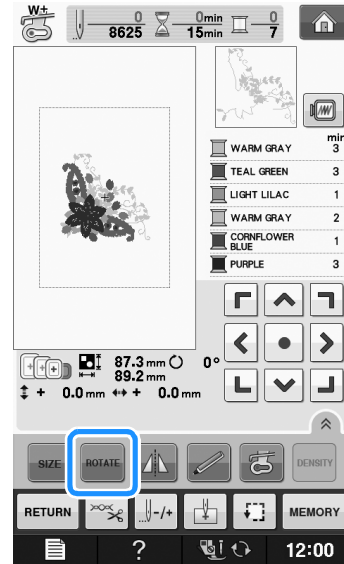 W+
0 0min 0
8625 15min 7
min
WARM GRAY 3
TEAL GREEN 3
LIGHT LILAC 1
WARM GRAY 2
CORNFLOWER
BLUE 1
PURPLE 3
87.3 mm 0°
89.2 mm
+ 0.0 mm + 0.0 mm
SIZE ROTATE DENSITY
RETURN -/+ MEMORY
? 12:00